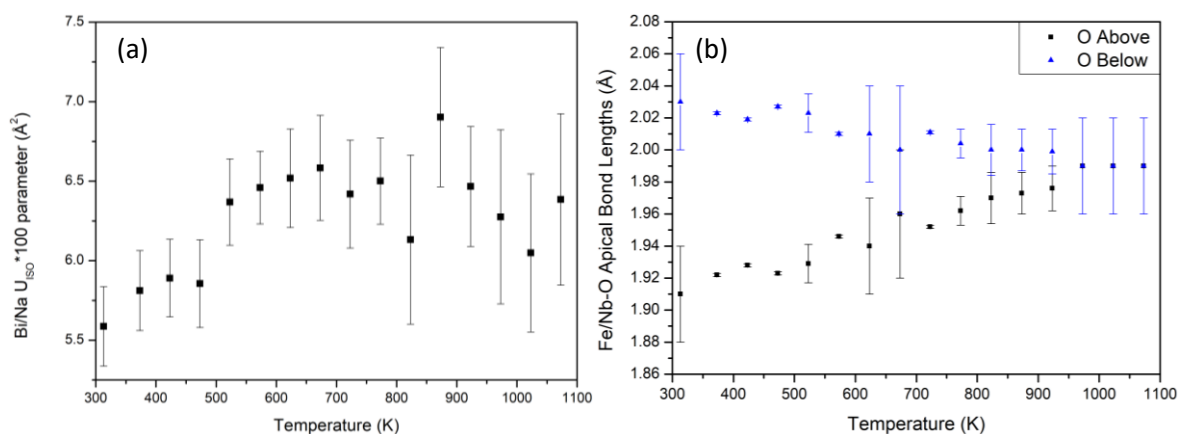 (a)
7.5
7.0
6.5
6.0
5.5
Bi/Na U_ISO*100 parameter (Å²)
300 400 500 600 700 800 900 1000 1100
Temperature (K)
(b)
O Above
O Below
2.08
2.06
2.04
2.02
2.00
1.98
1.96
1.94
1.92
1.90
1.88
1.86
Fe/Nb-O Apical Bond Lengths (Å)
300 400 500 600 700 800 900 1000 1100
Temperature (K)